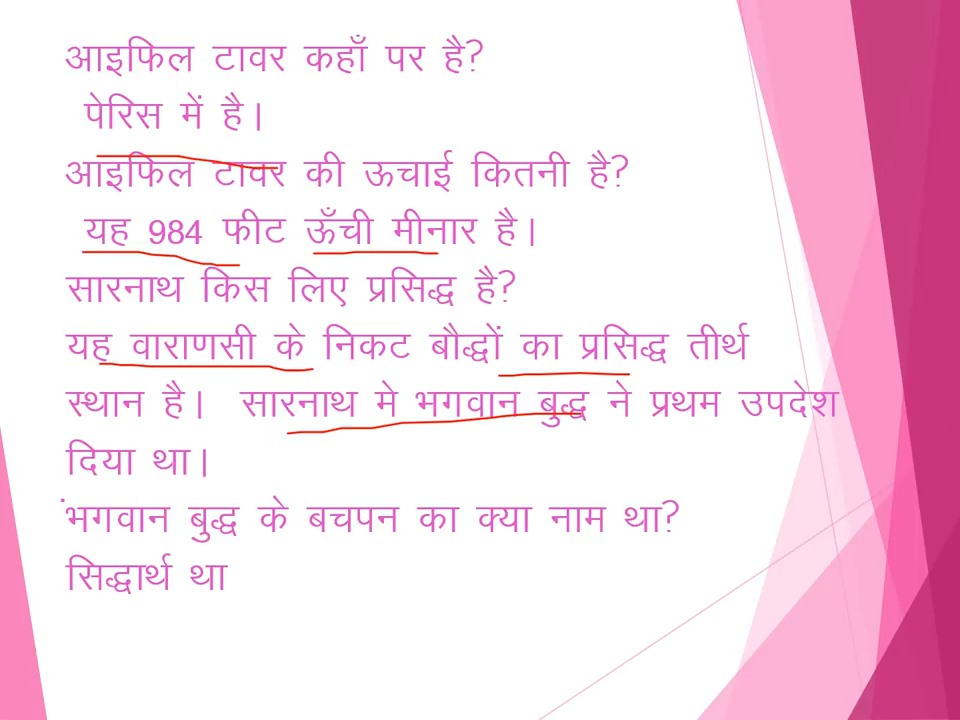 आइफिल टावर कहाँ पर है?
पेरिस में है।
आइफिल टावर की ऊचाई कितनी है?
यह 984 फीट ऊँची मीनार है।
सारनाथ किस लिए प्रसिद्ध है?
यह वाराणसी के निकट बौद्धों का प्रसिद्ध तीर्थ
स्थान है। सारनाथ मे भगवान बुद्ध ने प्रथम उपदेश
दिया था।
भगवान बुद्ध के बचपन का क्या नाम था?
सिद्धार्थ था